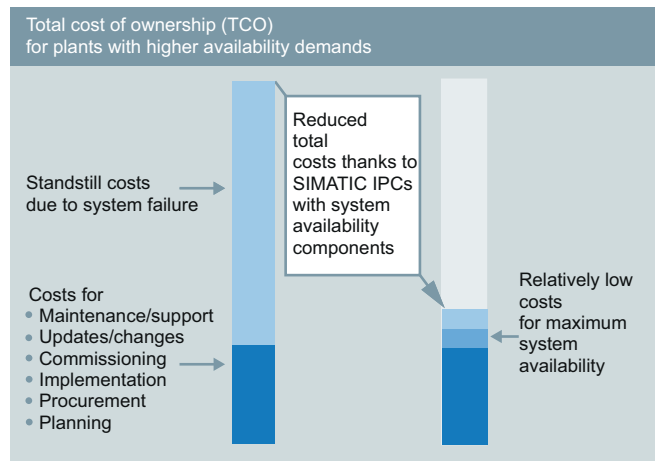 Total cost of ownership (TCO)
for plants with higher availability demands
Standstill costs
due to system failure
Reduced
total
costs thanks to
SIMATIC IPCs
with system
availability
components
Costs for
• Maintenance/support
• Updates/changes
• Commissioning
• Implementation
• Procurement
• Planning
Relatively low
costs
for maximum
system
availability